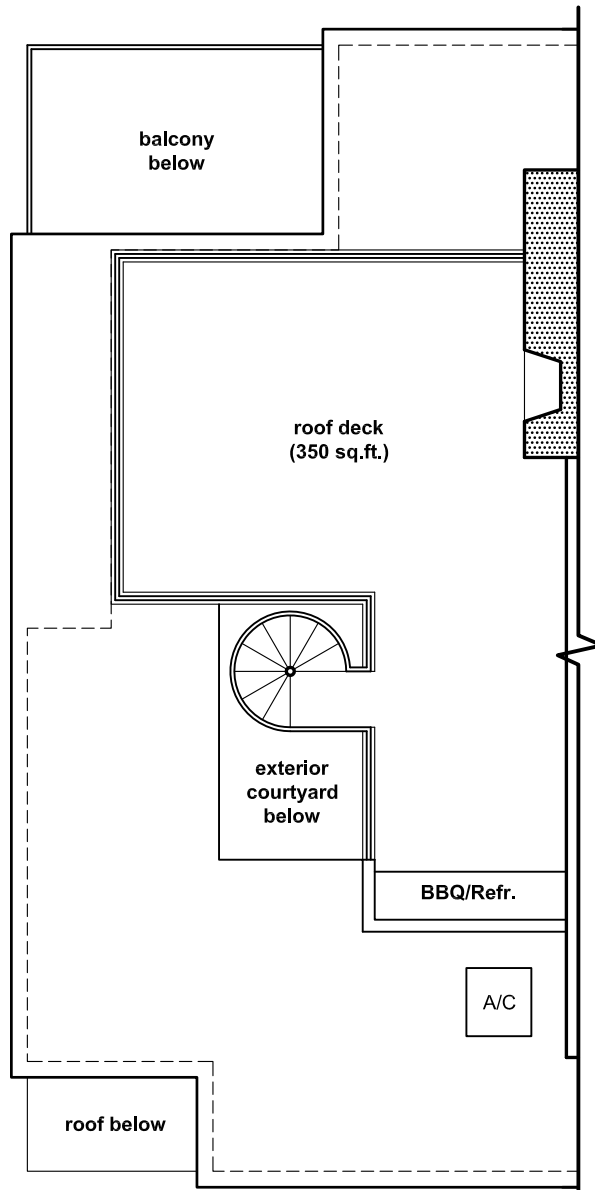 balcony
below
roof deck
(350 sq.ft.)
exterior
courtyard
below
BBQ/Refr.
A/C
roof below